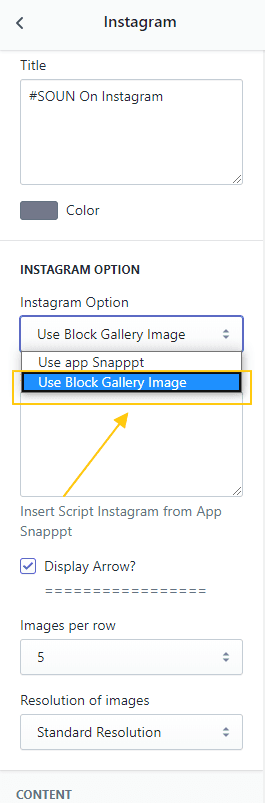 Instagram
Title
#SOUN On Instagram
Color
INSTAGRAM OPTION
Instagram Option
Use Block Gallery Image
Use app Snapppt
Use Block Gallery Image
Insert Script Instagram from App
Snapppt
Display Arrow?
=================
Images per row
5
Resolution of images
Standard Resolution
CONTENT